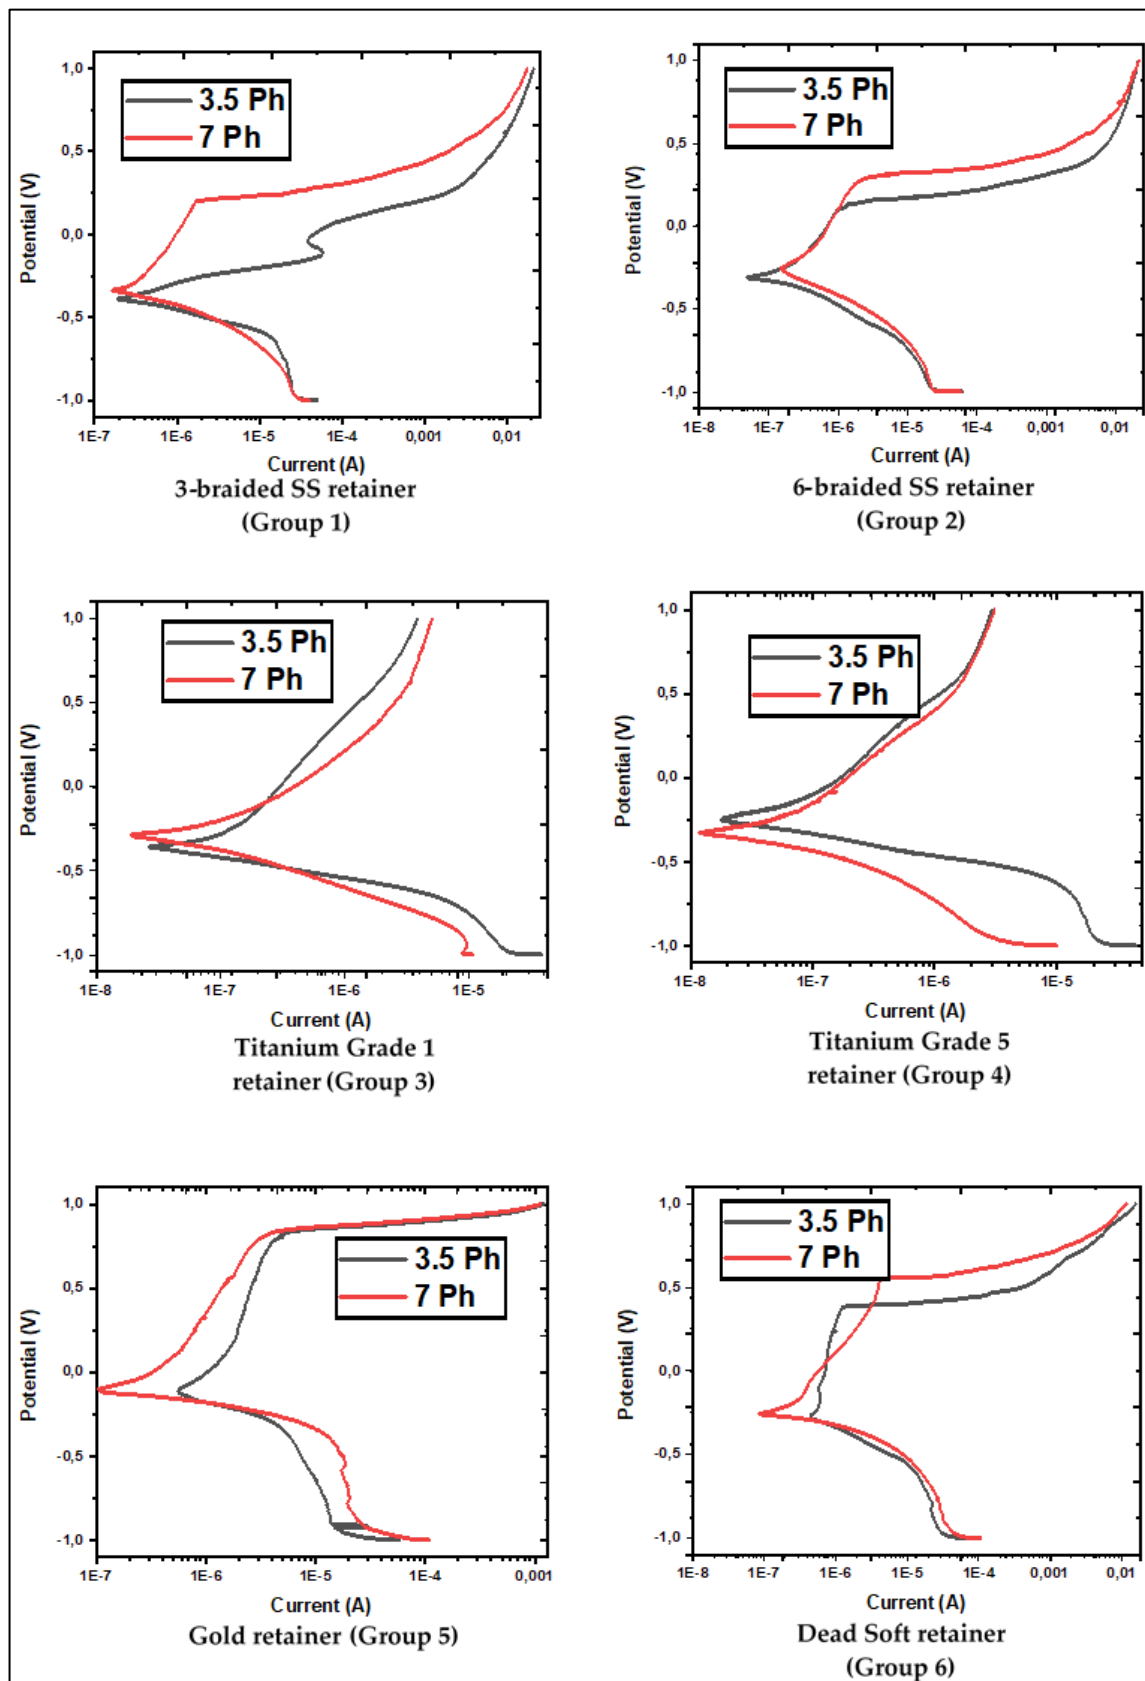 3.5 Ph
7 Ph
1,0
0,5
0,0
-0,5
-1,0
Potential (V)
1E-7 1E-6 1E-5 1E-4 0,001 0,01
Current (A)
3-braided SS retainer
(Group 1)
3.5 Ph
7 Ph
1,0
0,5
0,0
-0,5
-1,0
Potential (V)
1E-8 1E-7 1E-6 1E-5 1E-4 0,001 0,01
Current (A)
6-braided SS retainer
(Group 2)
3.5 Ph
7 Ph
1,0
0,5
0,0
-0,5
-1,0
Potential (V)
1E-8 1E-7 1E-6 1E-5
Current (A)
Titanium Grade 1
retainer (Group 3)
3.5 Ph
7 Ph
1,0
0,5
0,0
-0,5
-1,0
Potential (V)
1E-8 1E-7 1E-6 1E-5
Current (A)
Titanium Grade 5
retainer (Group 4)
3.5 Ph
7 Ph
1,0
0,5
0,0
-0,5
-1,0
Potential (V)
1E-7 1E-6 1E-5 1E-4 0,001
Current (A)
Gold retainer (Group 5)
3.5 Ph
7 Ph
1,0
0,5
0,0
-0,5
-1,0
Potential (V)
1E-8 1E-7 1E-6 1E-5 1E-4 0,001 0,01
Current (A)
Dead Soft retainer
(Group 6)